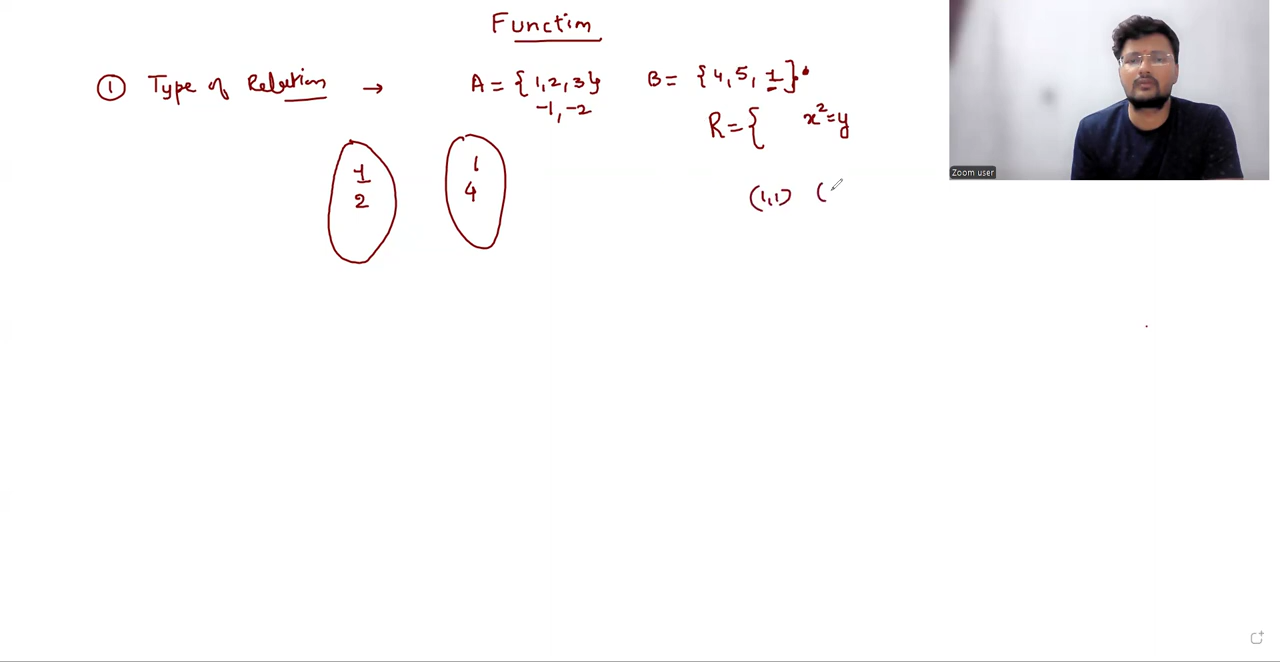 Function
① Type of Relation → A = {1, 2, 3} B = {4, 5, 1}
-1, -2
R = { x² = y
1 1
2 4
(1,1) (
Zoom user